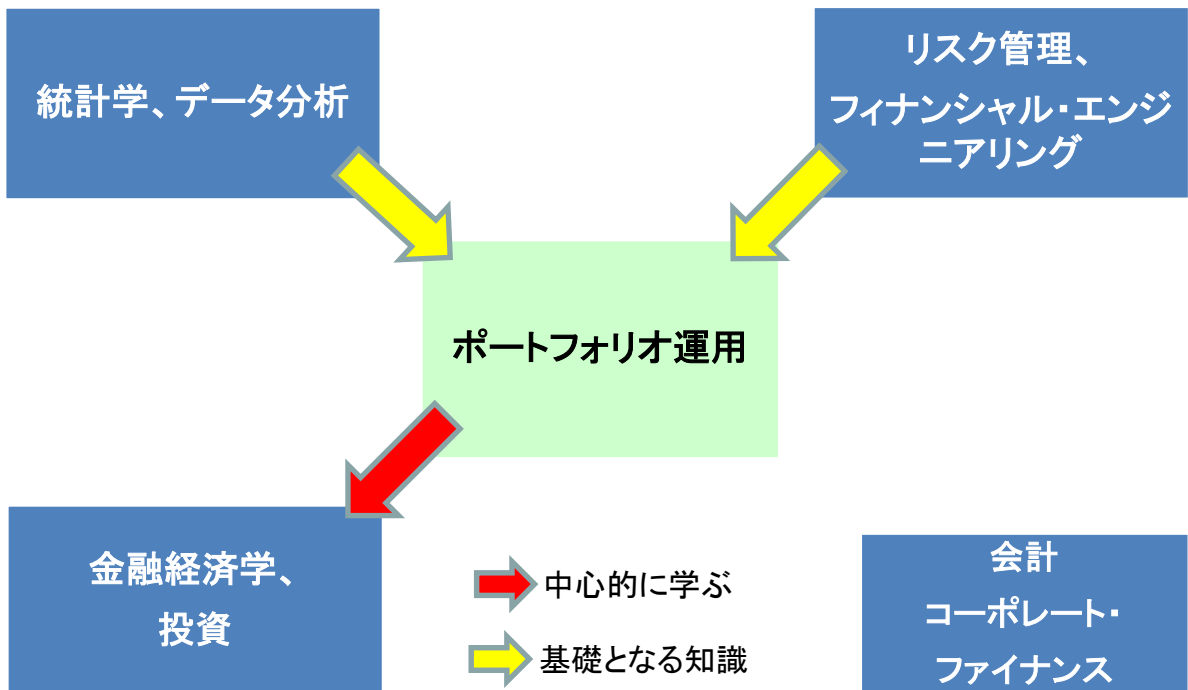 統計学、データ分析
リスク管理、
フィナンシャル・エンジ
ニアリング
ポートフォリオ運用
金融経済学、
投資
中心的に学ぶ
基礎となる知識
会計
コーポレート・
ファイナンス